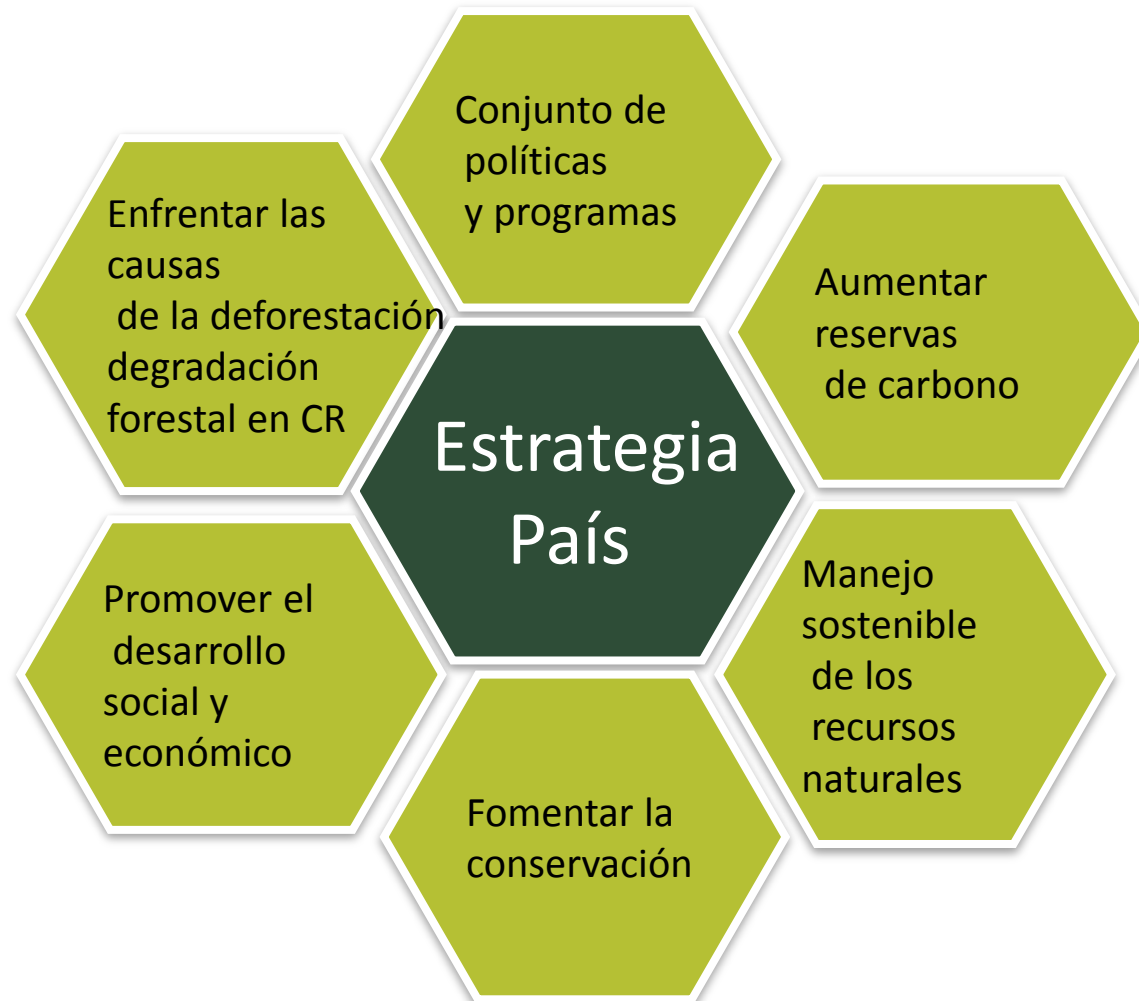 Conjunto de
políticas
y programas
Enfrentar las
causas
de la deforestación
degradación
forestal en CR
Aumentar
reservas
de carbono
Estrategia
País
Promover el
desarrollo
social y
económico
Manejo
sostenible
de los
recursos
naturales
Fomentar la
conservación